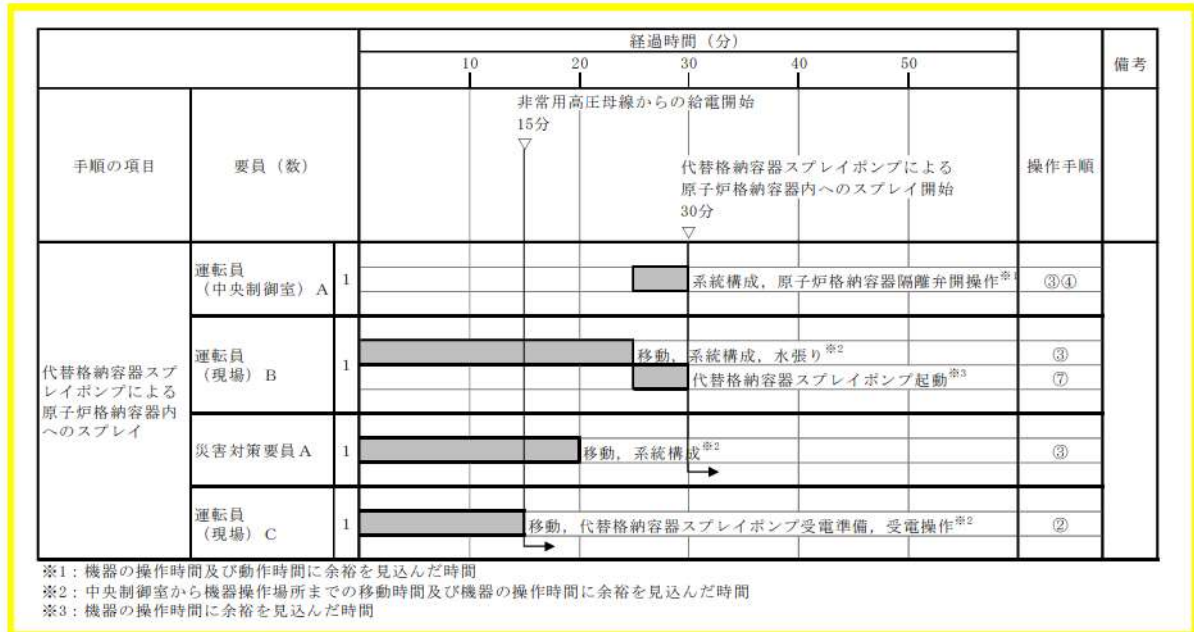 経過時間（分）
10 20 30 40 50
備考
手順の項目
要員（数）
非常用高圧母線からの給電開始
15分
▽
代替格納容器スプレイポンプによる
原子炉格納容器内へのスプレイ開始
30分
▽
操作手順
代替格納容器スプ
レイポンプによる
原子炉格納容器内
へのスプレイ
運転員
（中央制御室）A
1
系統構成，原子炉格納容器隔離弁開操作※1
③④
運転員
（現場）B
1
移動，系統構成，水張り※2
③
代替格納容器スプレイポンプ起動※3
⑦
災害対策要員A
1
移動，系統構成※2
③
運転員
（現場）C
1
移動，代替格納容器スプレイポンプ受電準備，受電操作※2
②
※1：機器の操作時間及び動作時間に余裕を見込んだ時間
※2：中央制御室から機器操作場所までの移動時間及び機器の操作時間に余裕を見込んだ時間
※3：機器の操作時間に余裕を見込んだ時間